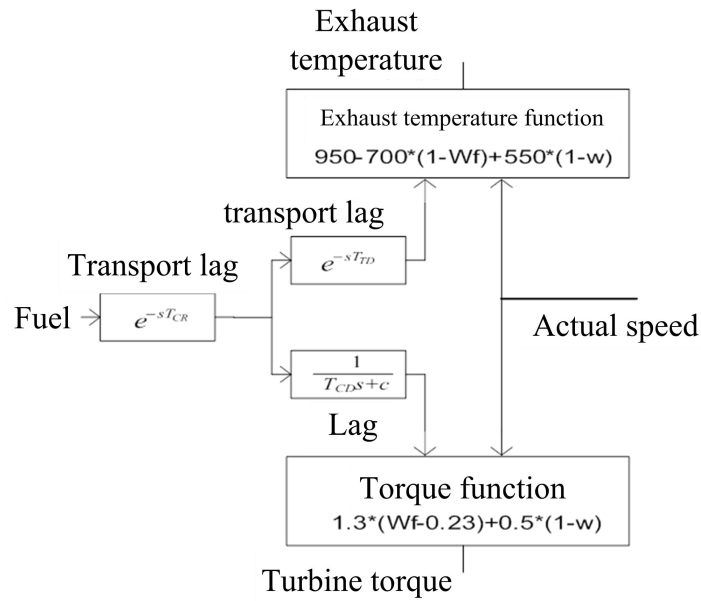 Exhaust
temperature
Exhaust temperature function
950-700*(1-Wf)+550*(1-w)
transport lag
e^{-sT_{TD}}
Transport lag
Fuel
e^{-sT_{CR}}
Actual speed
1
T_{CD}s+c
Lag
Torque function
1.3*(Wf-0.23)+0.5*(1-w)
Turbine torque